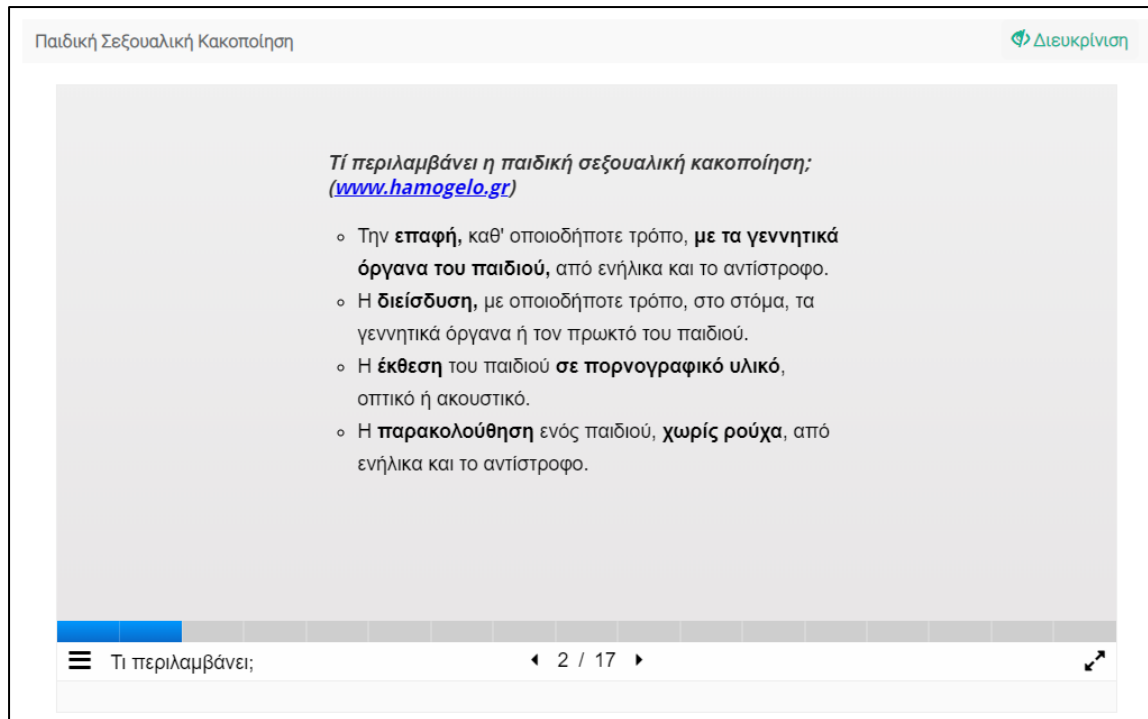 Παιδική Σεξουαλική Κακοποίηση
Διευκρίνιση
Τί περιλαμβάνει η παιδική σεξουαλική κακοποίηση;
(www.hamogelo.gr)
Την επαφή, καθ' οποιοδήποτε τρόπο, με τα γεννητικά
όργανα του παιδιού, από ενήλικα και το αντίστροφο.
Η διείσδυση, με οποιοδήποτε τρόπο, στο στόμα, τα
γεννητικά όργανα ή τον πρωκτό του παιδιού.
Η έκθεση του παιδιού σε πορνογραφικό υλικό,
οπτικό ή ακουστικό.
Η παρακολούθηση ενός παιδιού, χωρίς ρούχα, από
ενήλικα και το αντίστροφο.
Τι περιλαμβάνει;
2 / 17